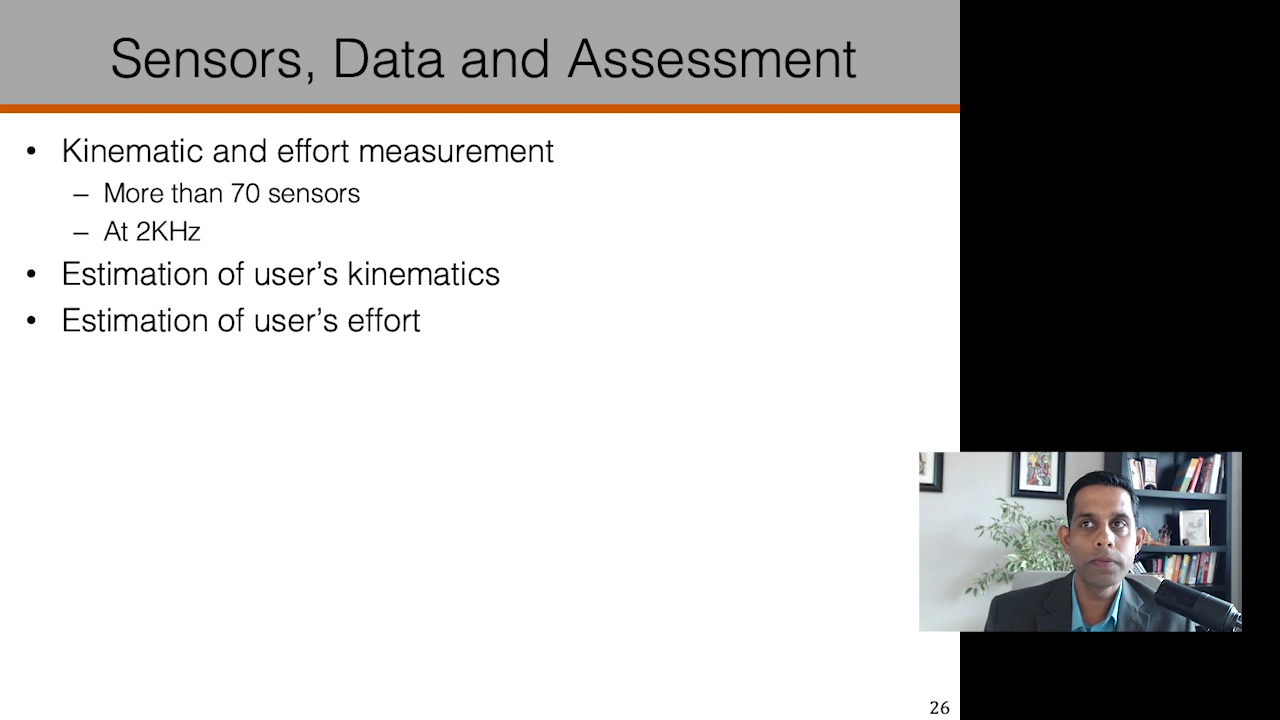 Sensors, Data and Assessment
• Kinematic and effort measurement
– More than 70 sensors
– At 2KHz
• Estimation of user’s kinematics
• Estimation of user’s effort
26